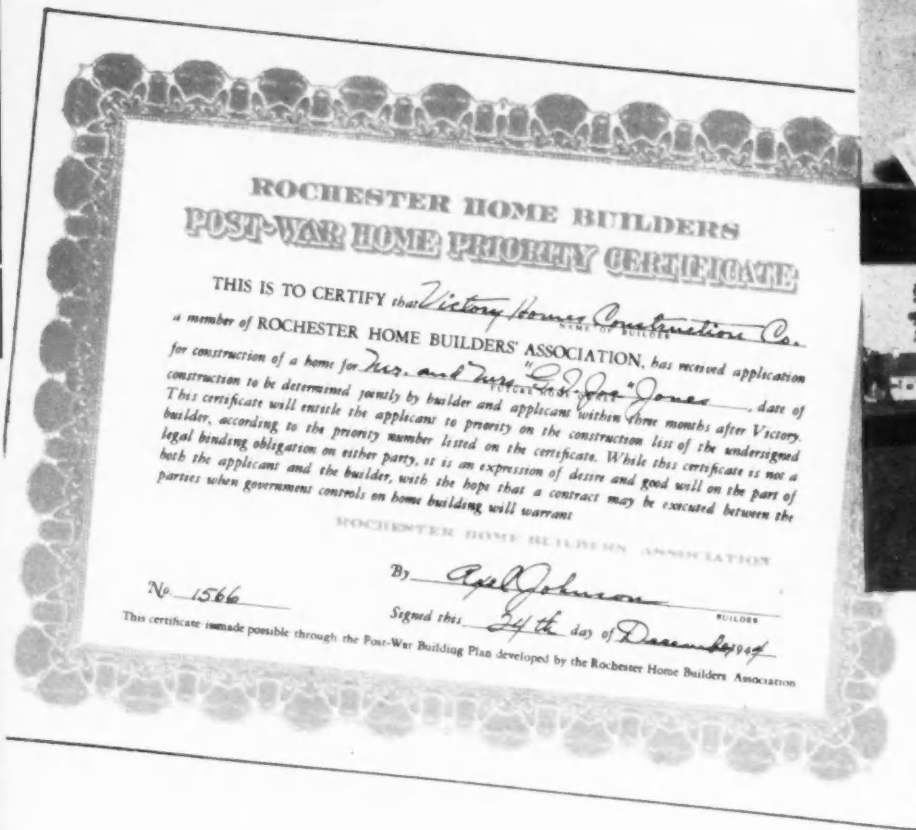 ROCHESTER HOME BUILDERS
POST-WAR HOME PRIORITY CERTIFICATE
THIS IS TO CERTIFY that Victory Homes Construction Co.
NAME OF BUILDER
a member of ROCHESTER HOME BUILDERS' ASSOCIATION, has received application
for construction of a home for Mr. and Mrs. "G.I. Joe" Jones, date of
FUTURE HOME OWNER
construction to be determined jointly by builder and applicant within three months after Victory.
This certificate will entitle the applicant to priority on the construction list of the undersigned
builder, according to the priority number listed on the certificate. While this certificate is not a
legal binding obligation on either party, it is an expression of desire and good will on the part of
both the applicant and the builder, with the hope that a contract may be executed between the
parties when government controls on home building will warrant
ROCHESTER HOME BUILDERS ASSOCIATION
By Axel Johnson
BUILDER
No. 1566
Signed this 24th day of December 1944
This certificate is made possible through the Post-War Building Plan developed by the Rochester Home Builders Association